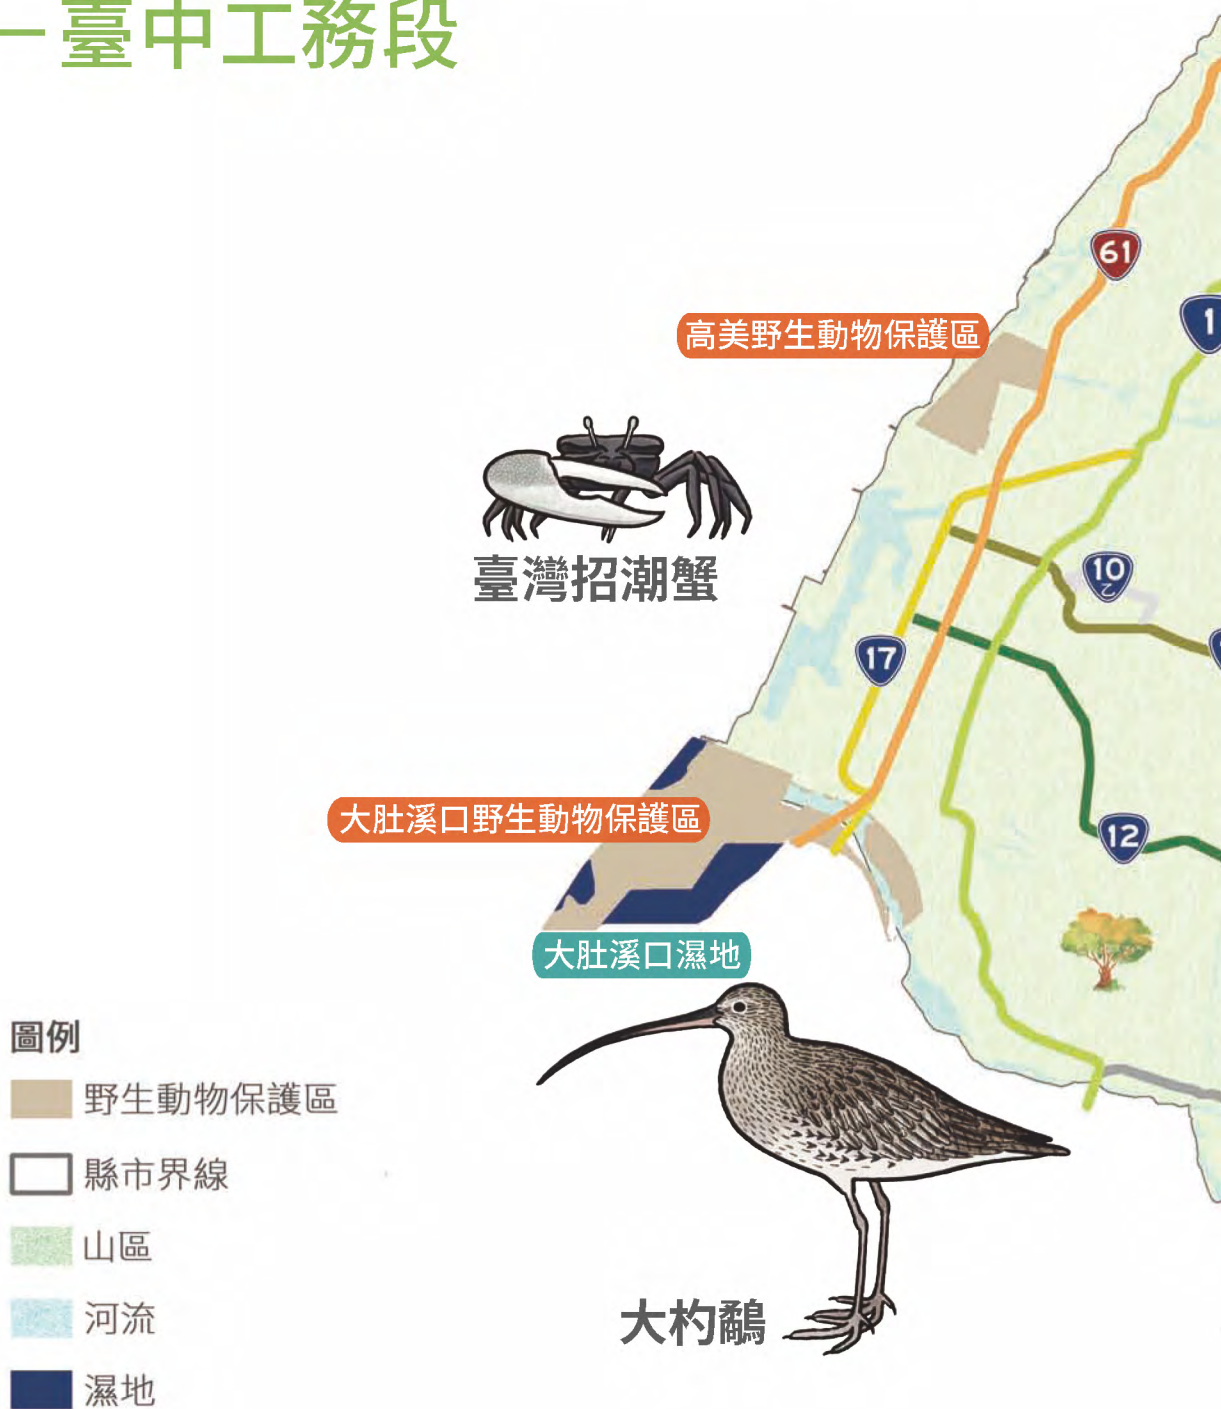 －臺中工務段
61
1
高美野生動物保護區
臺灣招潮蟹
10
乙
17
大肚溪口野生動物保護區
12
大肚溪口濕地
圖例
野生動物保護區
縣市界線
山區
河流
濕地
大杓鷸